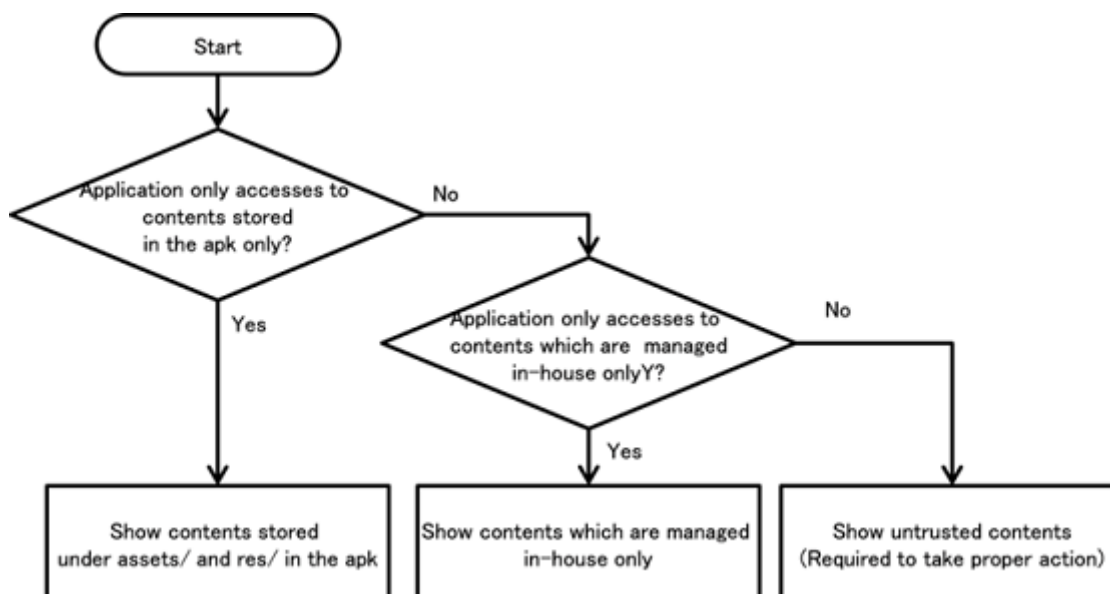 Start
Application only accesses to
contents stored
in the apk only?
No
Yes
Application only accesses to
contents which are managed
in-house onlyY?
No
Yes
Show contents stored
under assets/ and res/ in the apk
Show contents which are managed
in-house only
Show untrusted contents
(Required to take proper action)